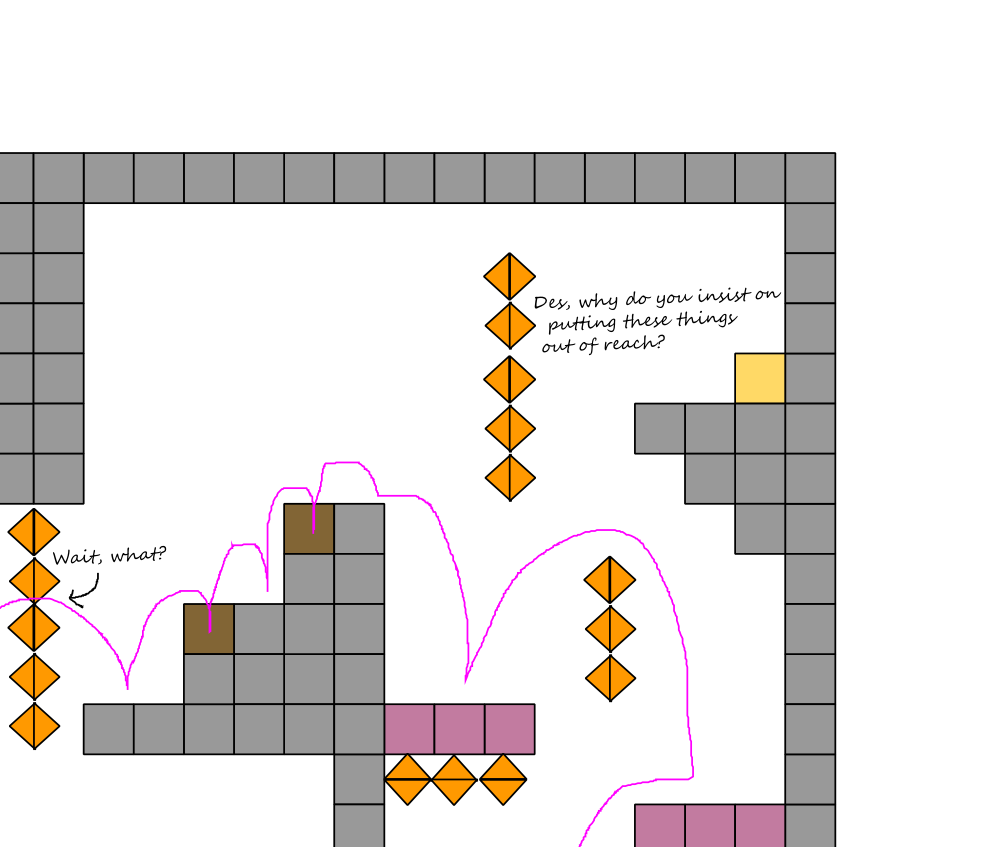 Des, why do you insist on
putting these things
out of reach?
Wait, what?